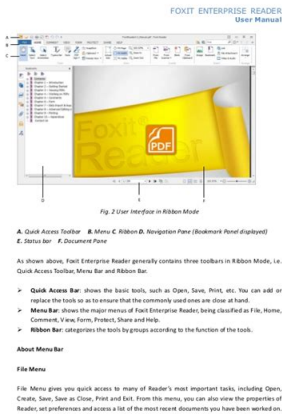 FOXIT ENTERPRISE READER
User Manual
A
B
C
Foxit
Reader
PDF
D
E
F
Fig. 2 User Interface in Ribbon Mode
A. Quick Access Toolbar B. Menu C. Ribbon D. Navigation Pane (Bookmark Panel displayed)
E. Status bar F. Document Pane
As shown above, Foxit Enterprise Reader generally contains three toolbars in Ribbon Mode, i.e.
Quick Access Toolbar, Menu Bar and Ribbon Bar.
➢ Quick Access Bar: shows the basic tools, such as Open, Save, Print, etc. You can add or
replace the tools so as to ensure that the commonly used ones are close at hand.
➢ Menu Bar: shows the major menus of Foxit Enterprise Reader, being classified as File, Home,
Comment, View, Form, Protect, Share and Help.
➢ Ribbon Bar: categorizes the tools by groups according to the function of the tools.
About Menu Bar
File Menu
File Menu gives you quick access to many of Reader's most important tasks, including Open,
Create, Save, Save as Close, Print and Exit. From this menu, you can also view the properties of
Reader, set preferences and access a list of the most recent documents you have been worked on.